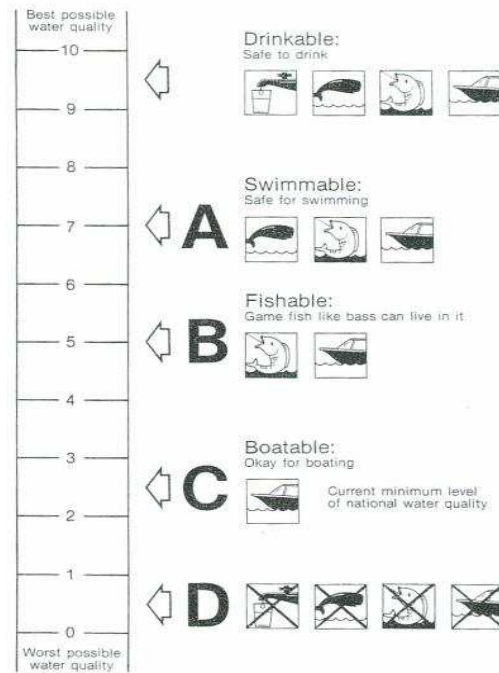 Best possible
water quality
10
Drinkable:
Safe to drink
9
8
Swimmable:
Safe for swimming
7
A
6
Fishable:
Game fish like bass can live in it
5
B
4
Boatable:
Okay for boating
3
C
Current minimum level
of national water quality
2
1
D
0
Worst possible
water quality